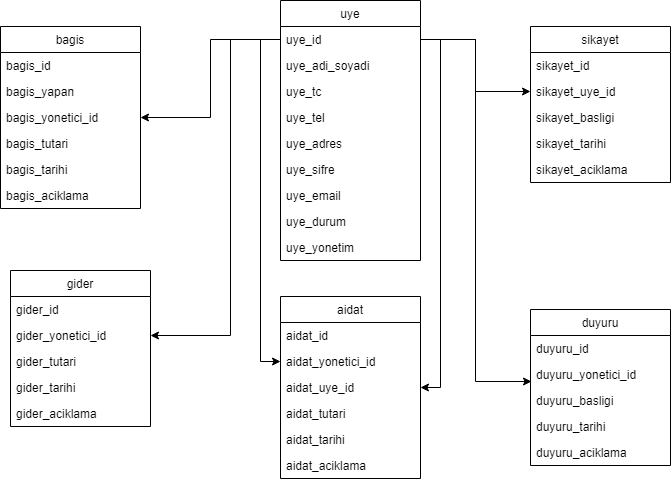 bagis
bagis_id
bagis_yapan
bagis_yonetici_id
bagis_tutari
bagis_tarihi
bagis_aciklama
uye
uye_id
uye_adi_soyadi
uye_tc
uye_tel
uye_adres
uye_sifre
uye_email
uye_durum
uye_yonetim
sikayet
sikayet_id
sikayet_uye_id
sikayet_basligi
sikayet_tarihi
sikayet_aciklama
gider
gider_id
gider_yonetici_id
gider_tutari
gider_tarihi
gider_aciklama
aidat
aidat_id
aidat_yonetici_id
aidat_uye_id
aidat_tutari
aidat_tarihi
aidat_aciklama
duyuru
duyuru_id
duyuru_yonetici_id
duyuru_basligi
duyuru_tarihi
duyuru_aciklama